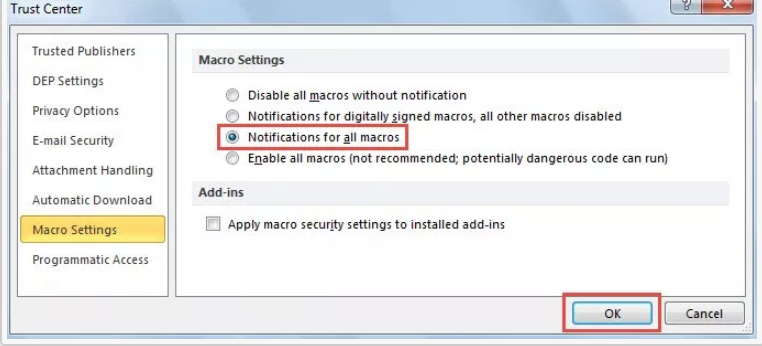 Trust Center
Trusted Publishers
DEP Settings
Privacy Options
E-mail Security
Attachment Handling
Automatic Download
Macro Settings
Programmatic Access
Macro Settings
Disable all macros without notification
Notifications for digitally signed macros, all other macros disabled
Notifications for all macros
Enable all macros (not recommended; potentially dangerous code can run)
Add-ins
Apply macro security settings to installed add-ins
OK
Cancel